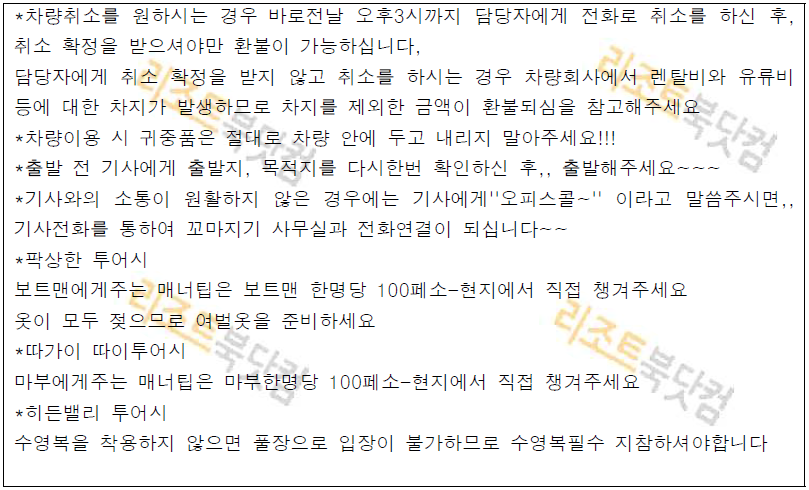 *차량취소를 원하시는 경우 바로전날 오후3시까지 담당자에게 전화로 취소를 하신 후,
취소 확정을 받으셔야만 환불이 가능하십니다,
담당자에게 취소 확정을 받지 않고 취소를 하시는 경우 차량회사에서 렌탈비와 유류비
등에 대한 차지가 발생하므로 차지를 제외한 금액이 환불되심을 참고해주세요
*차량이용 시 귀중품은 절대로 차량 안에 두고 내리지 말아주세요!!!
*출발 전 기사에게 출발지, 목적지를 다시한번 확인하신 후,, 출발해주세요~~~
*기사와의 소통이 원활하지 않은 경우에는 기사에게"오피스콜~" 이라고 말씀주시면,,
기사전화를 통하여 꼬마지기 사무실과 전화연결이 되십니다~~
*팍상한 투어시
보트맨에게주는 매너팁은 보트맨 한명당 100페소-현지에서 직접 챙겨주세요
옷이 모두 젖으므로 여벌옷을 준비하세요
*따가이 따이투어시
마부에게주는 매너팁은 마부한명당 100페소-현지에서 직접 챙겨주세요
*히든밸리 투어시
수영복을 착용하지 않으면 풀장으로 입장이 불가하므로 수영복필수 지참하셔야합니다
리조트북닷컴
리조트북닷컴
리조트북닷컴
리조트북닷컴